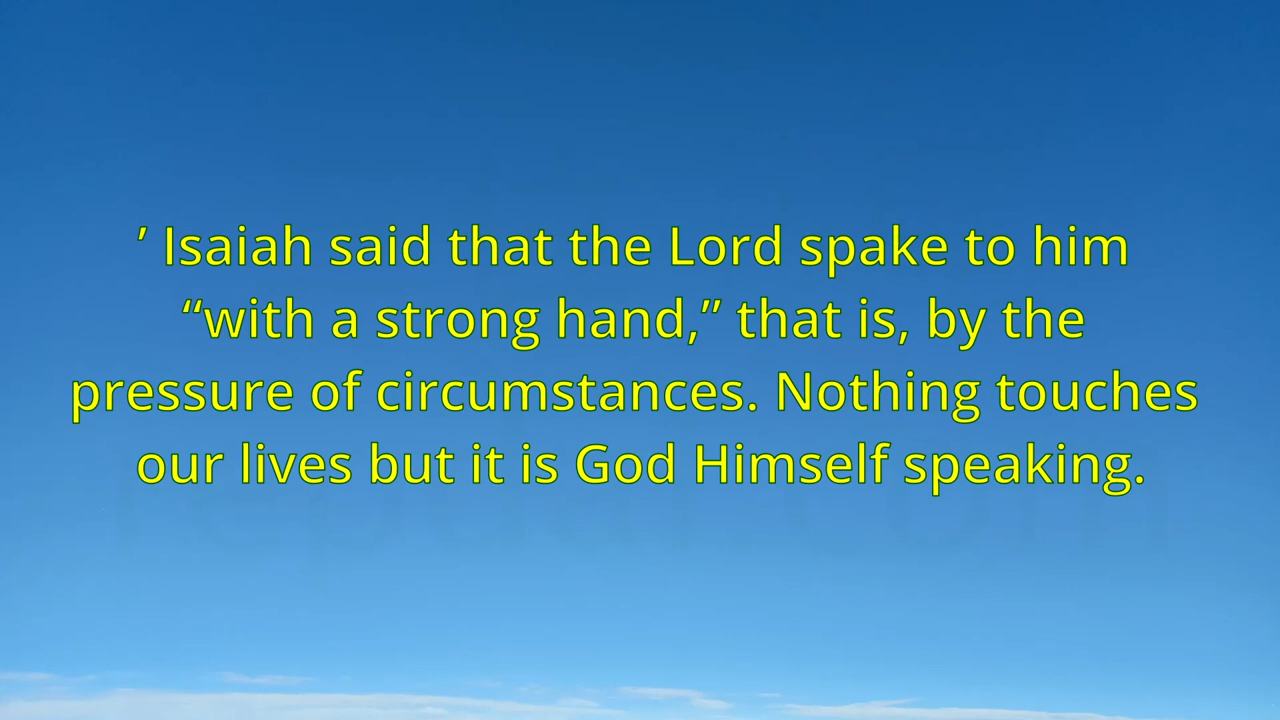 ’ Isaiah said that the Lord spake to him
“with a strong hand,” that is, by the
pressure of circumstances. Nothing touches
our lives but it is God Himself speaking.